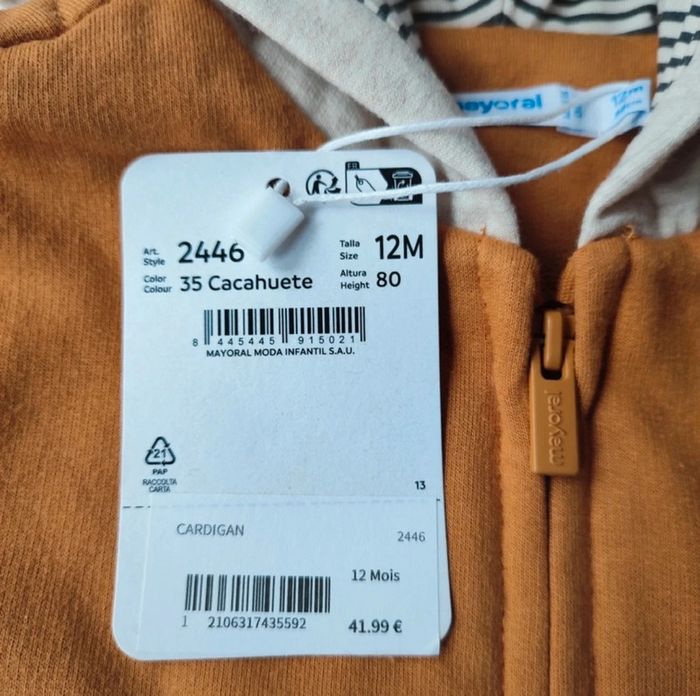 mayoral
12m
FR
Art. Style 2446
Talla Size 12M
Color Colour 35 Cacahuete
Altura Height 80
8 445445 915021
MAYORAL MODA INFANTIL S.A.U.
21
PAP
RACCOLTA
CARTA
13
CARDIGAN
2446
12 Mois
1 2106317435592
41.99 €
mayoral